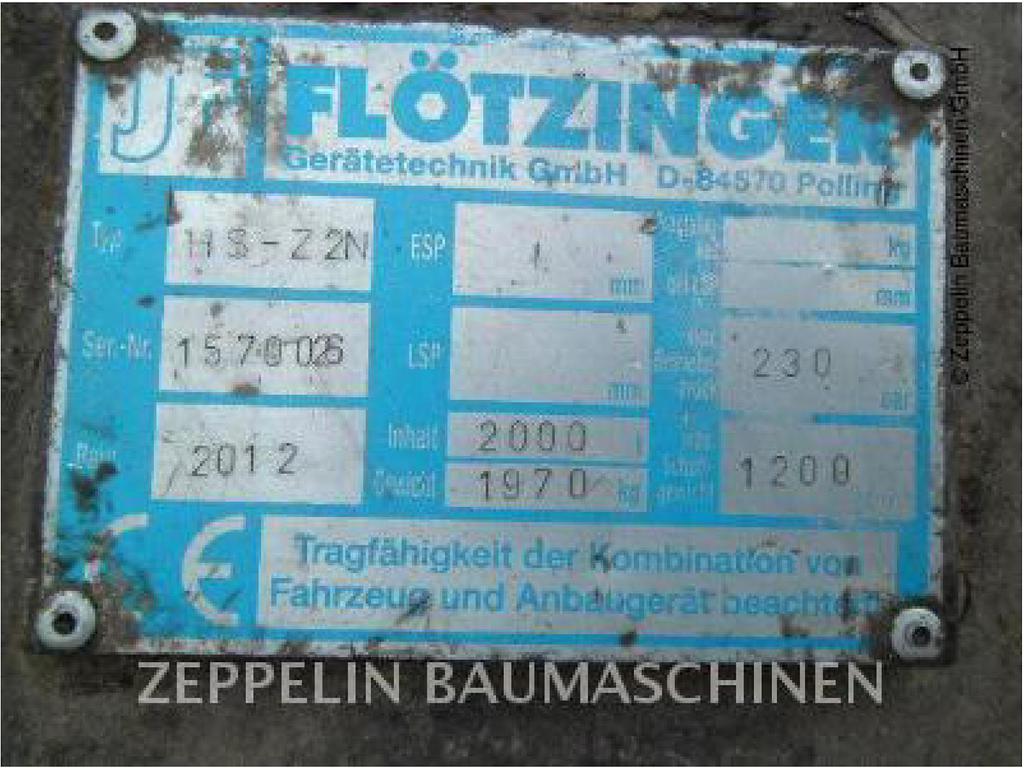 FLÖTZINGER
Gerätetechnik GmbH D-84570 Polling
Typ HS-Z2N ESP mm kg
mm
Ser.-Nr. 1570026 LSP mm 230
Inhalt 2000 l
2012 Gewicht 1970 kg 1200
CE
Tragfähigkeit der Kombination von
Fahrzeug und Anbaugerät beachten
© Zeppelin Baumaschinen GmbH
ZEPPELIN BAUMASCHINEN